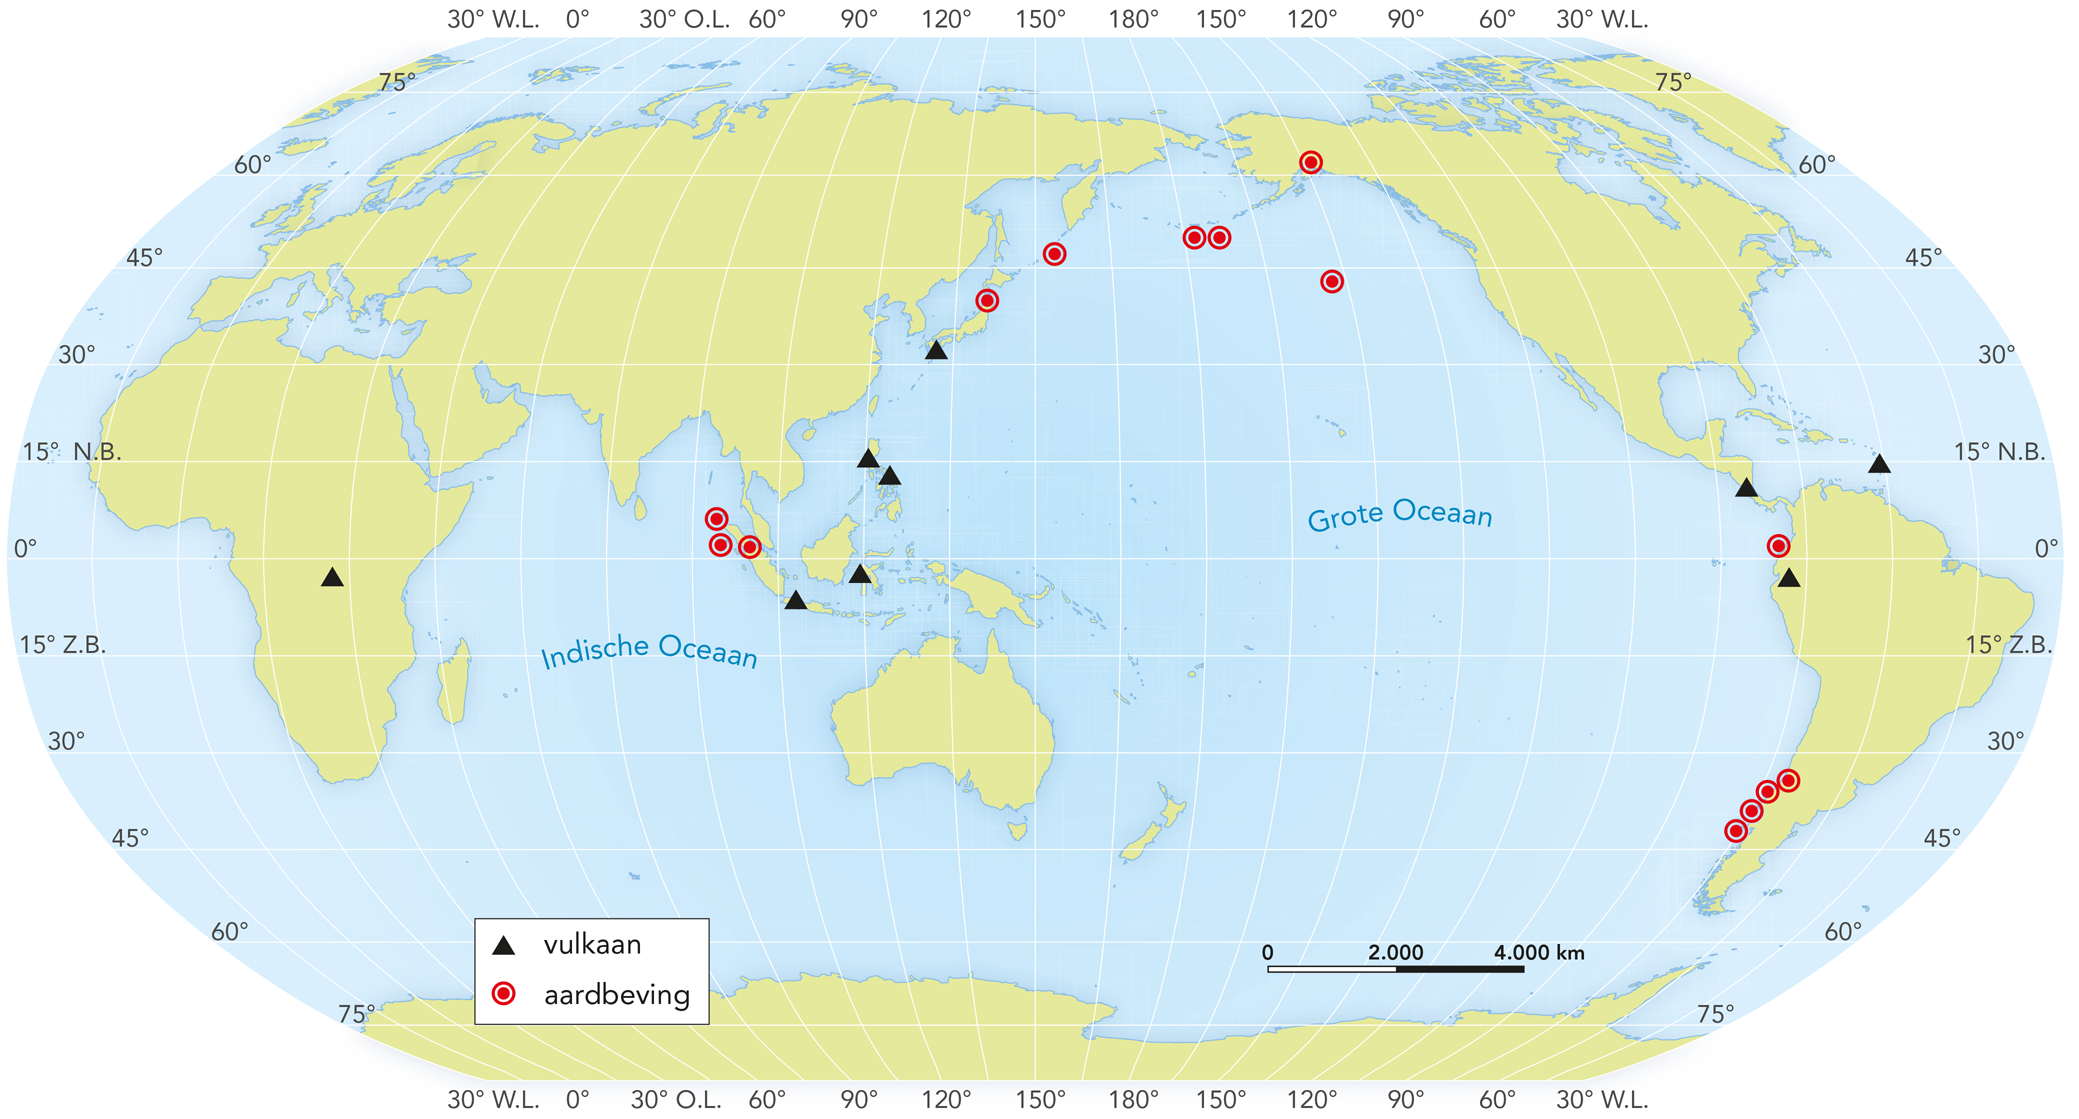 30° W.L. 0° 30° O.L. 60° 90° 120° 150° 180° 150° 120° 90° 60° 30° W.L.
75° 75°
60° 60°
45° 45°
30° 30°
15° N.B. 15° N.B.
Grote Oceaan
0° 0°
15° Z.B. 15° Z.B.
Indische Oceaan
30° 30°
45° 45°
60° 60°
vulkaan
0 2.000 4.000 km
aardbeving
75° 75°
30° W.L. 0° 30° O.L. 60° 90° 120° 150° 180° 150° 120° 90° 60° 30° W.L.